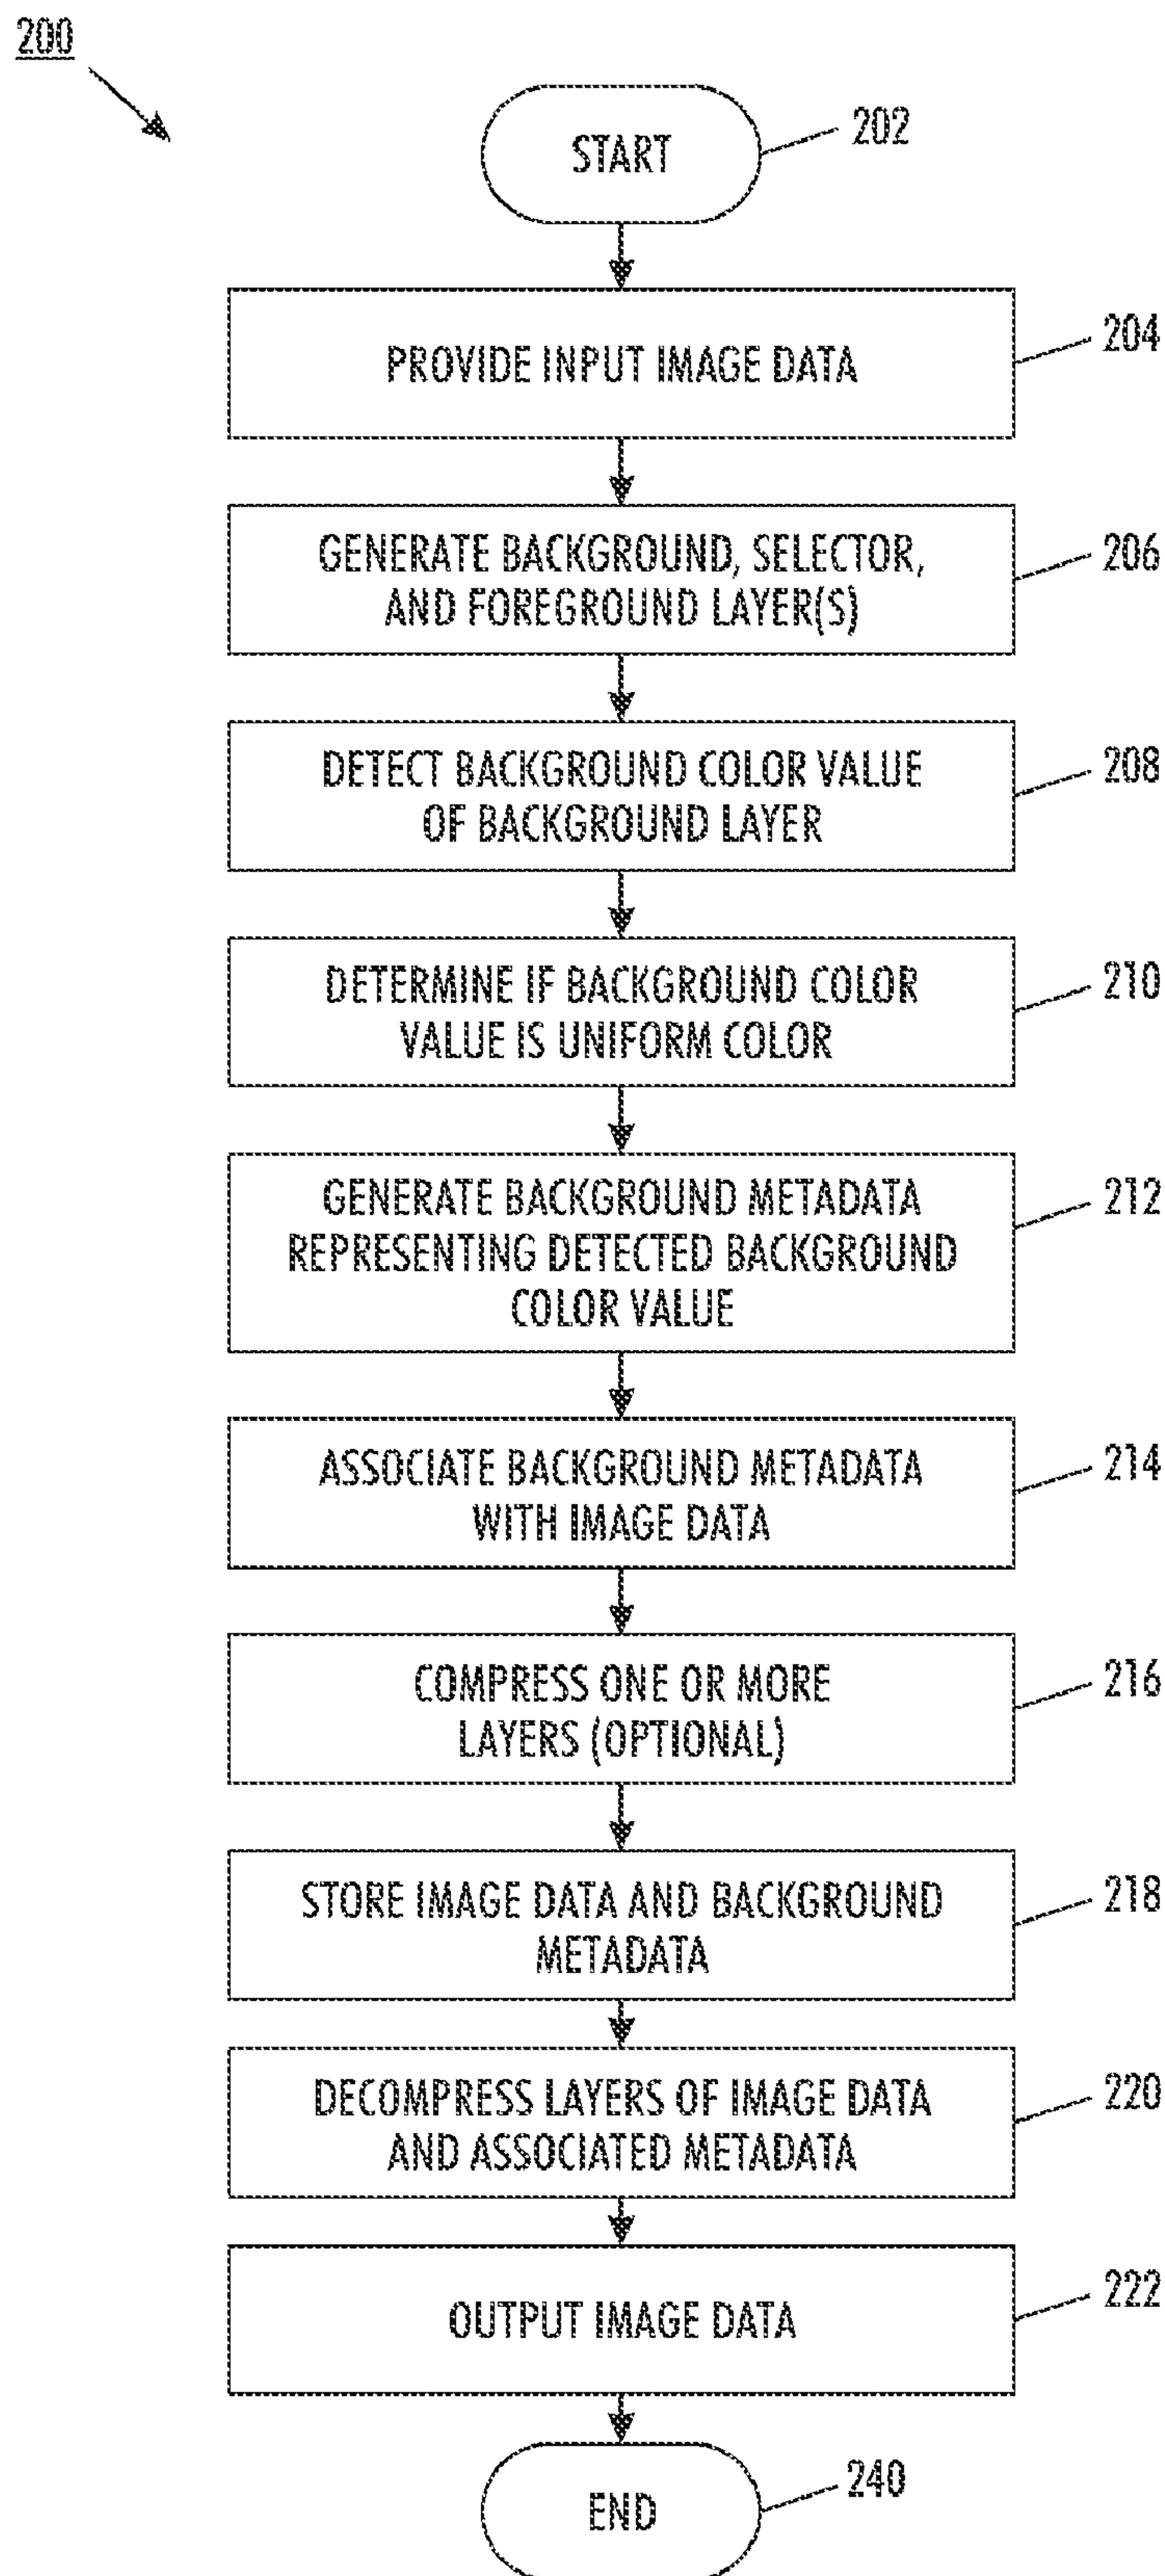 200
START
202
PROVIDE INPUT IMAGE DATA
204
GENERATE BACKGROUND, SELECTOR,
AND FOREGROUND LAYER(S)
206
DETECT BACKGROUND COLOR VALUE
OF BACKGROUND LAYER
208
DETERMINE IF BACKGROUND COLOR
VALUE IS UNIFORM COLOR
210
GENERATE BACKGROUND METADATA
REPRESENTING DETECTED BACKGROUND
COLOR VALUE
212
ASSOCIATE BACKGROUND METADATA
WITH IMAGE DATA
214
COMPRESS ONE OR MORE
LAYERS (OPTIONAL)
216
STORE IMAGE DATA AND BACKGROUND
METADATA
218
DECOMPRESS LAYERS OF IMAGE DATA
AND ASSOCIATED METADATA
220
OUTPUT IMAGE DATA
222
END
240